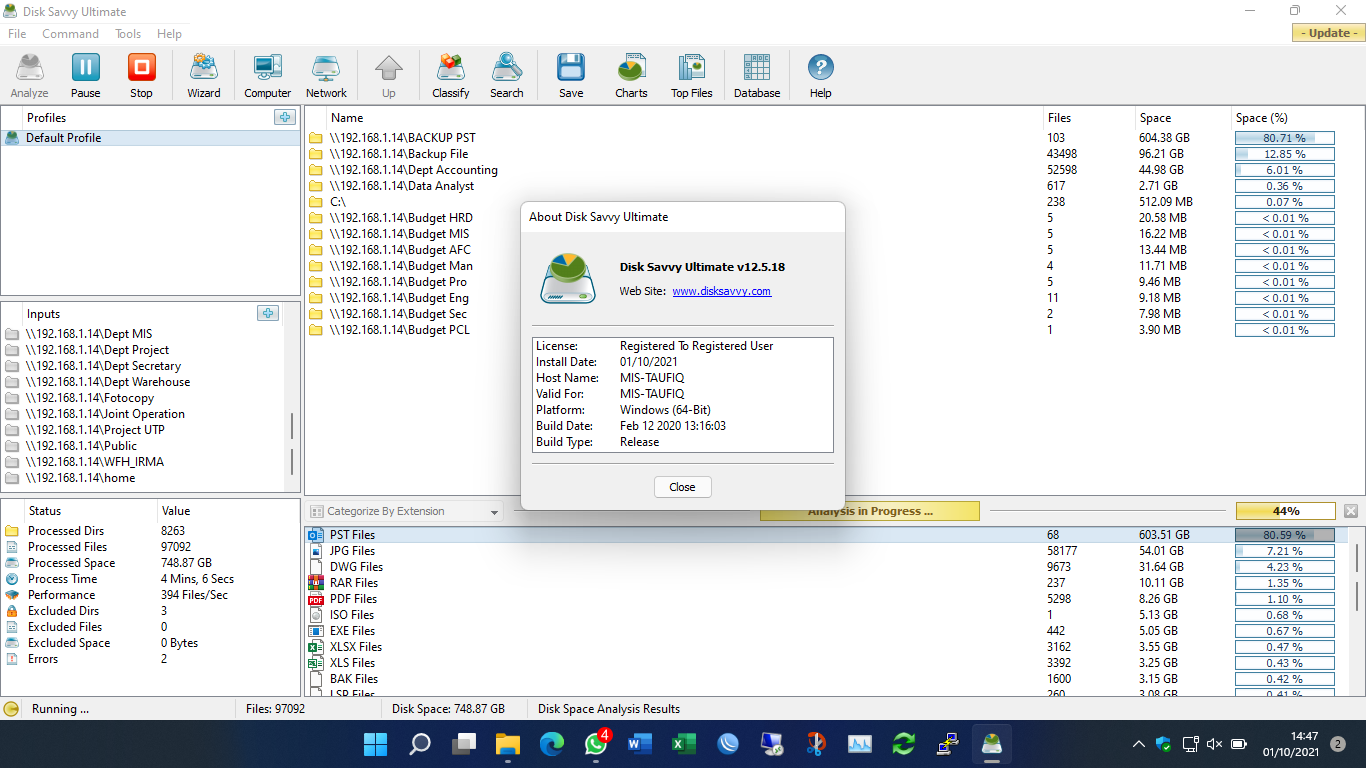 Disk Savvy Ultimate
File Command Tools Help
- Update -
Analyze Pause Stop Wizard Computer Network Up Classify Search Save Charts Top Files Database Help
Profiles
Default Profile
Inputs
\\192.168.1.14\Dept MIS
\\192.168.1.14\Dept Project
\\192.168.1.14\Dept Secretary
\\192.168.1.14\Dept Warehouse
\\192.168.1.14\Fotocopy
\\192.168.1.14\Joint Operation
\\192.168.1.14\Project UTP
\\192.168.1.14\Public
\\192.168.1.14\WFH_IRMA
\\192.168.1.14\home
Status Value
Processed Dirs 8263
Processed Files 97092
Processed Space 748.87 GB
Process Time 4 Mins, 6 Secs
Performance 394 Files/Sec
Excluded Dirs 3
Excluded Files 0
Excluded Space 0 Bytes
Errors 2
Name Files Space Space (%)
\\192.168.1.14\BACKUP PST 103 604.38 GB 80.71 %
\\192.168.1.14\Backup File 43498 96.21 GB 12.85 %
\\192.168.1.14\Dept Accounting 52598 44.98 GB 6.01 %
\\192.168.1.14\Data Analyst 617 2.71 GB 0.36 %
C:\ 238 512.09 MB 0.07 %
\\192.168.1.14\Budget HRD 5 20.58 MB < 0.01 %
\\192.168.1.14\Budget MIS 5 16.22 MB < 0.01 %
\\192.168.1.14\Budget AFC 5 13.44 MB < 0.01 %
\\192.168.1.14\Budget Man 4 11.71 MB < 0.01 %
\\192.168.1.14\Budget Pro 5 9.46 MB < 0.01 %
\\192.168.1.14\Budget Eng 11 9.18 MB < 0.01 %
\\192.168.1.14\Budget Sec 2 7.98 MB < 0.01 %
\\192.168.1.14\Budget PCL 1 3.90 MB < 0.01 %
About Disk Savvy Ultimate
Disk Savvy Ultimate v12.5.18
Web Site: www.disksavvy.com
License: Registered To Registered User
Install Date: 01/10/2021
Host Name: MIS-TAUFIQ
Valid For: MIS-TAUFIQ
Platform: Windows (64-Bit)
Build Date: Feb 12 2020 13:16:03
Build Type: Release
Close
Categorize By Extension Analysis in Progress ... 44%
PST Files 68 603.51 GB 80.59 %
JPG Files 58177 54.01 GB 7.21 %
DWG Files 9673 31.64 GB 4.23 %
RAR Files 237 10.11 GB 1.35 %
PDF Files 5298 8.26 GB 1.10 %
ISO Files 1 5.13 GB 0.68 %
EXE Files 442 5.05 GB 0.67 %
XLSX Files 3162 3.55 GB 0.47 %
XLS Files 3392 3.25 GB 0.43 %
BAK Files 1600 3.15 GB 0.42 %
LSP Files 260 3.08 GB 0.41 %
Running ... Files: 97092 Disk Space: 748.87 GB Disk Space Analysis Results
4
14:47
01/10/2021
2